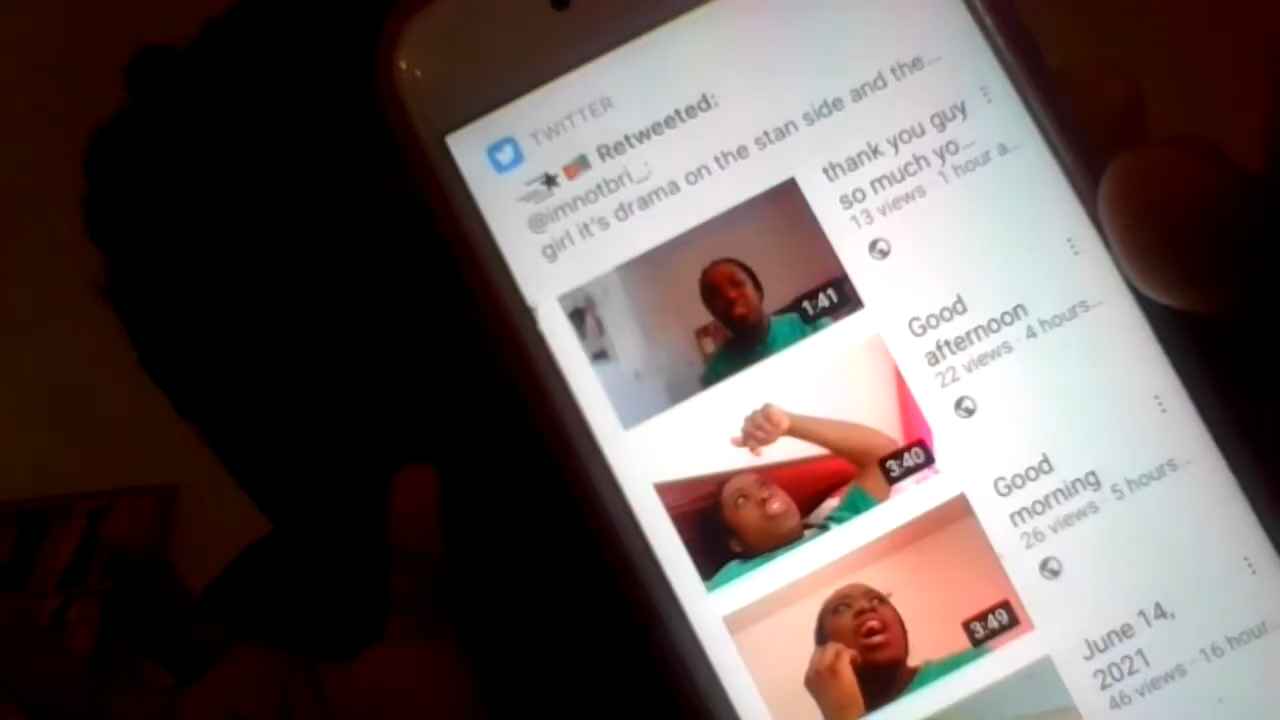 TWITTER
Retweeted:
@imnotbri_:
girl it's drama on the stan side and the...
thank you guy
so much yo...
13 views · 1 hour a...
1:41
Good
afternoon
22 views · 4 hours...
3:40
Good
morning
26 views · 5 hours...
3:49
June 14,
2021
46 views · 16 hour